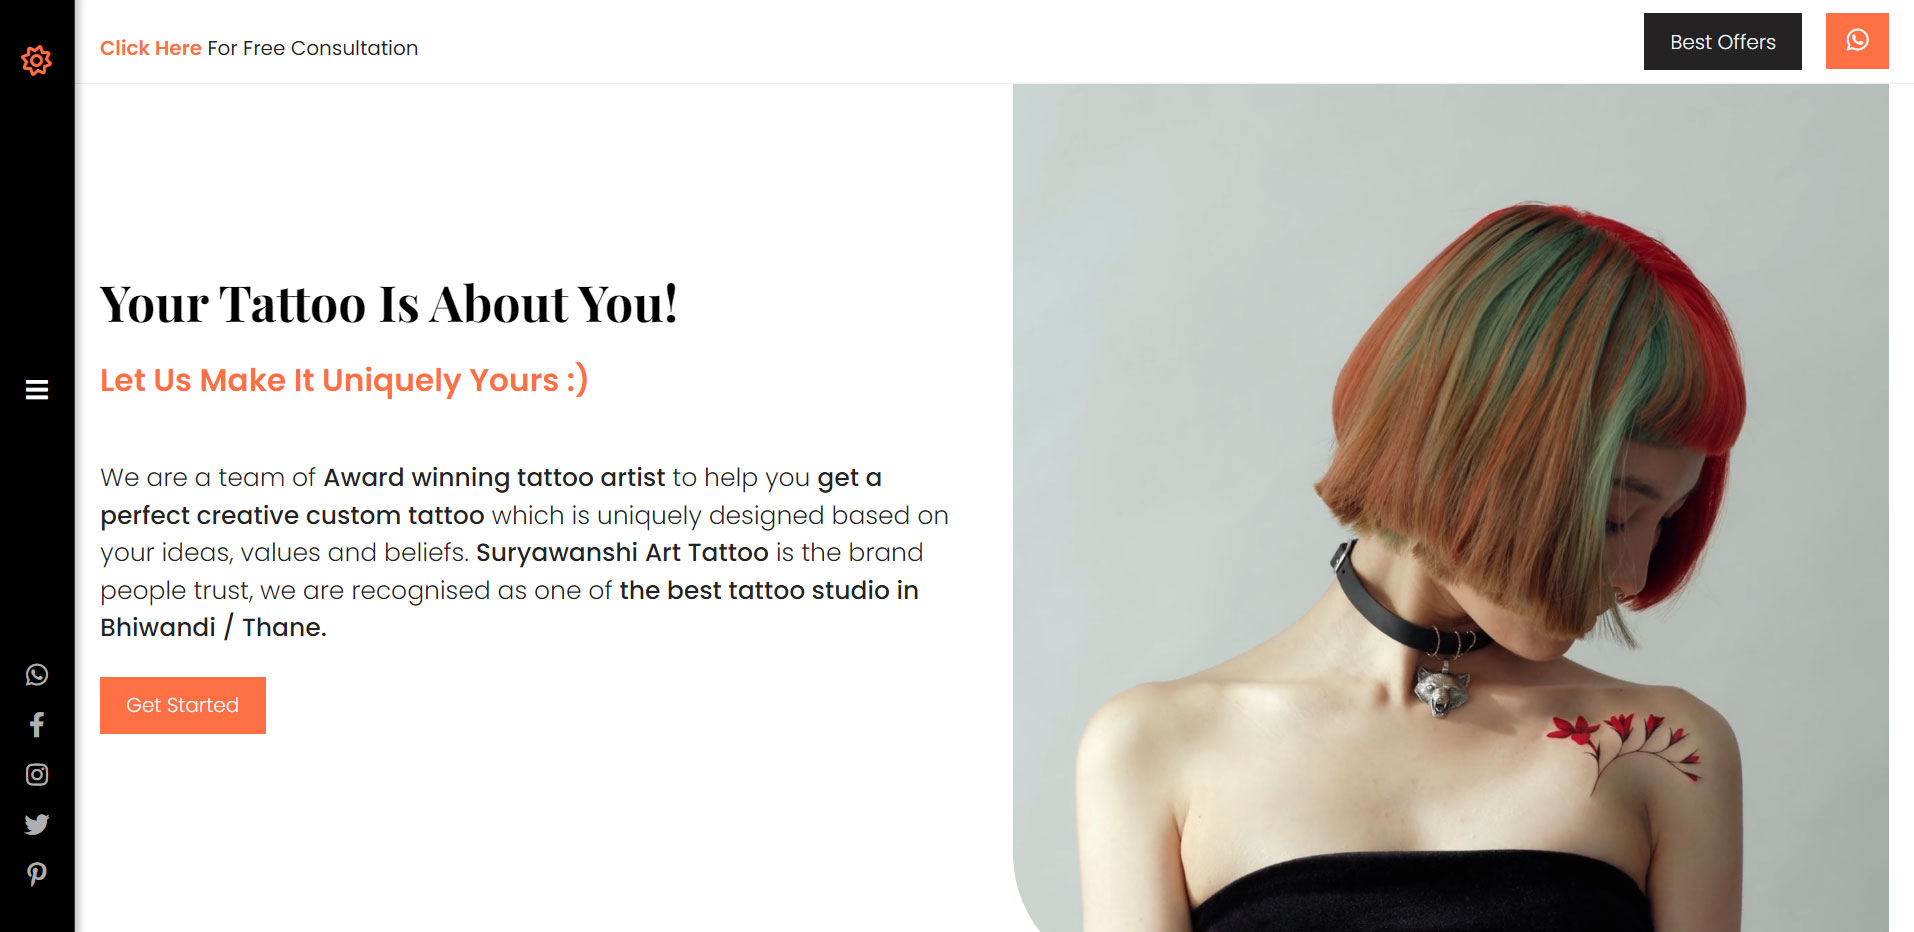 Click Here For Free Consultation
Best Offers
Your Tattoo Is About You!
Let Us Make It Uniquely Yours :)
We are a team of Award winning tattoo artist to help you get a
perfect creative custom tattoo which is uniquely designed based on
your ideas, values and beliefs. Suryawanshi Art Tattoo is the brand
people trust, we are recognised as one of the best tattoo studio in
Bhiwandi / Thane.
Get Started